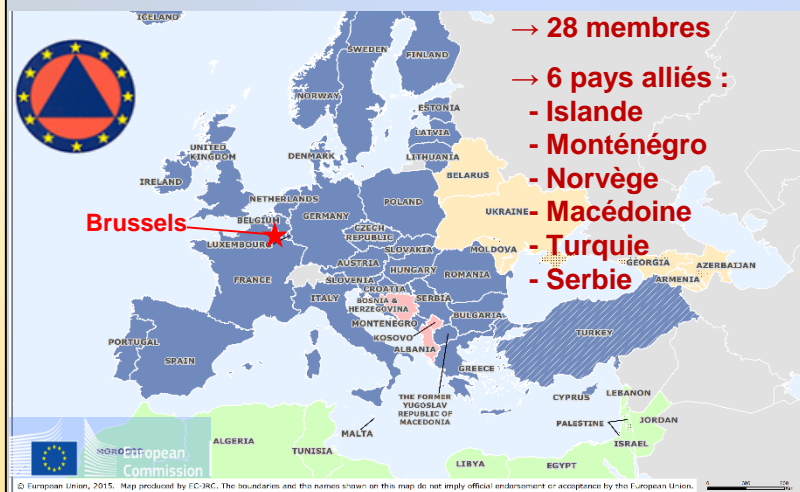 ICELAND
→ 28 membres
→ 6 pays alliés :
- Islande
- Monténégro
- Norvège
- Macédoine
- Turquie
- Serbie
SWEDEN
FINLAND
NORWAY
ESTONIA
LATVIA
LITHUANIA
UNITED
KINGDOM
DENMARK
IRELAND
BELARUS
NETHERLANDS
POLAND
GERMANY
BELGIUM
UKRAINE
Brussels
CZECH
REPUBLIC
LUXEMBOURG
SLOVAKIA
MOLDOVA
AUSTRIA
HUNGARY
FRANCE
SLOVENIA
ROMANIA
GEORGIA
AZERBAIJAN
ARMENIA
CROATIA
ITALY
BOSNIA &
HERZEGOVINA
SERBIA
BULGARIA
MONTENEGRO
KOSOVO
ALBANIA
TURKEY
PORTUGAL
SPAIN
GREECE
THE FORMER
YUGOSLAV
REPUBLIC OF
MACEDONIA
CYPRUS
LEBANON
PALESTINE
JORDAN
ISRAEL
MALTA
MOROCCO
ALGERIA
TUNISIA
LIBYA
EGYPT
European
Commission
© European Union, 2015. Map produced by EC-JRC. The boundaries and the names shown on this map do not imply official endorsement or acceptance by the European Union.